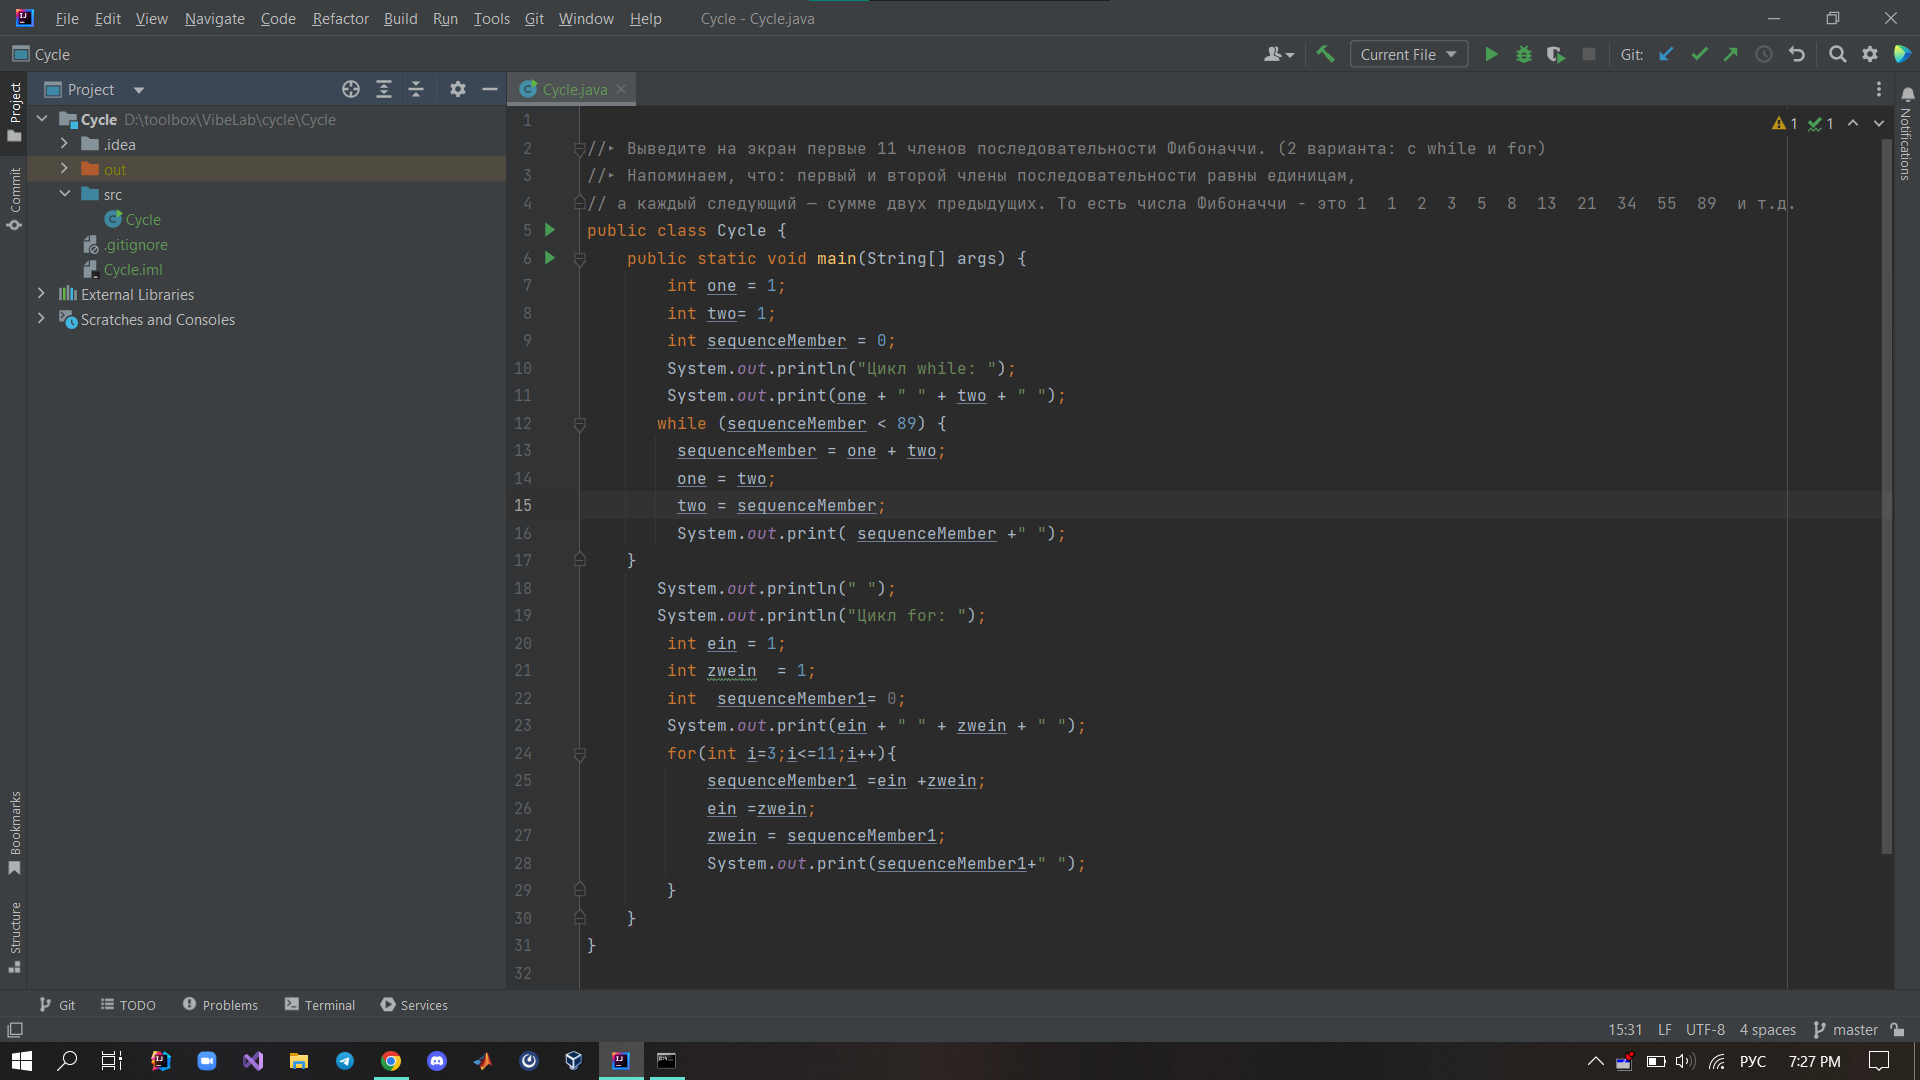 File Edit View Navigate Code Refactor Build Run Tools Git Window Help Cycle - Cycle.java
Cycle Current File Git:
Project Cycle.java
Cycle D:\toolbox\VibeLab\cycle\Cycle
.idea
out
src
Cycle
.gitignore
Cycle.iml
External Libraries
Scratches and Consoles
Project
Commit
Bookmarks
Structure
1
2 //‣ Выведите на экран первые 11 членов последовательности Фибоначчи. (2 варианта: с while и for)
3 //‣ Напоминаем, что: первый и второй члены последовательности равны единицам,
4 // а каждый следующий — сумме двух предыдущих. То есть числа Фибоначчи - это 1  1  2  3  5  8  13  21  34  55  89  и т.д.
5 public class Cycle {
6     public static void main(String[] args) {
7         int one = 1;
8         int two= 1;
9         int sequenceMember = 0;
10         System.out.println("Цикл while: ");
11         System.out.print(one + " " + two + " ");
12        while (sequenceMember < 89) {
13          sequenceMember = one + two;
14          one = two;
15          two = sequenceMember;
16          System.out.print( sequenceMember +" ");
17     }
18        System.out.println(" ");
19        System.out.println("Цикл for: ");
20         int ein = 1;
21         int zwein  = 1;
22         int  sequenceMember1= 0;
23         System.out.print(ein + " " + zwein + " ");
24         for(int i=3;i<=11;i++){
25             sequenceMember1 =ein +zwein;
26             ein =zwein;
27             zwein = sequenceMember1;
28             System.out.print(sequenceMember1+" ");
29         }
30     }
31 }
32
1 1
Notifications
Git TODO Problems Terminal Services
15:31 LF UTF-8 4 spaces master
РУС 7:27 PM